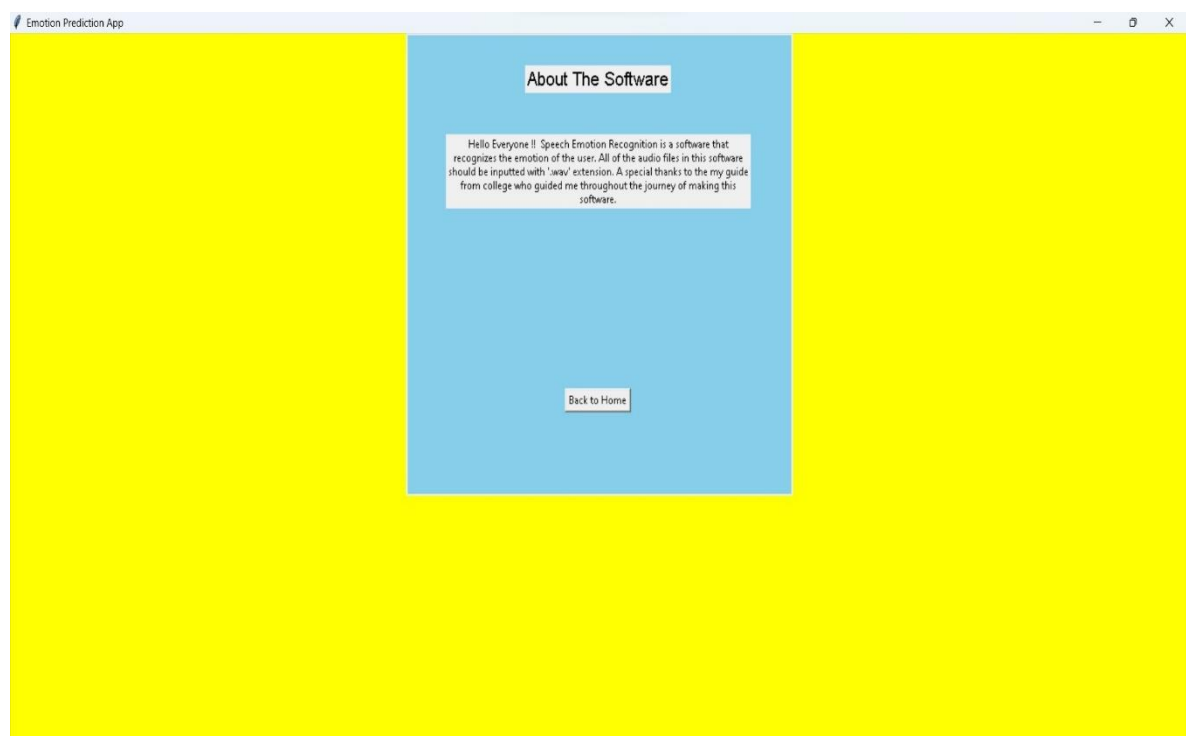 Emotion Prediction App
About The Software
Hello Everyone !! Speech Emotion Recognition is a software that
recognizes the emotion of the user. All of the audio files in this software
should be inputted with '.wav' extension. A special thanks to the my guide
from college who guided me throughout the journey of making this
software.
Back to Home